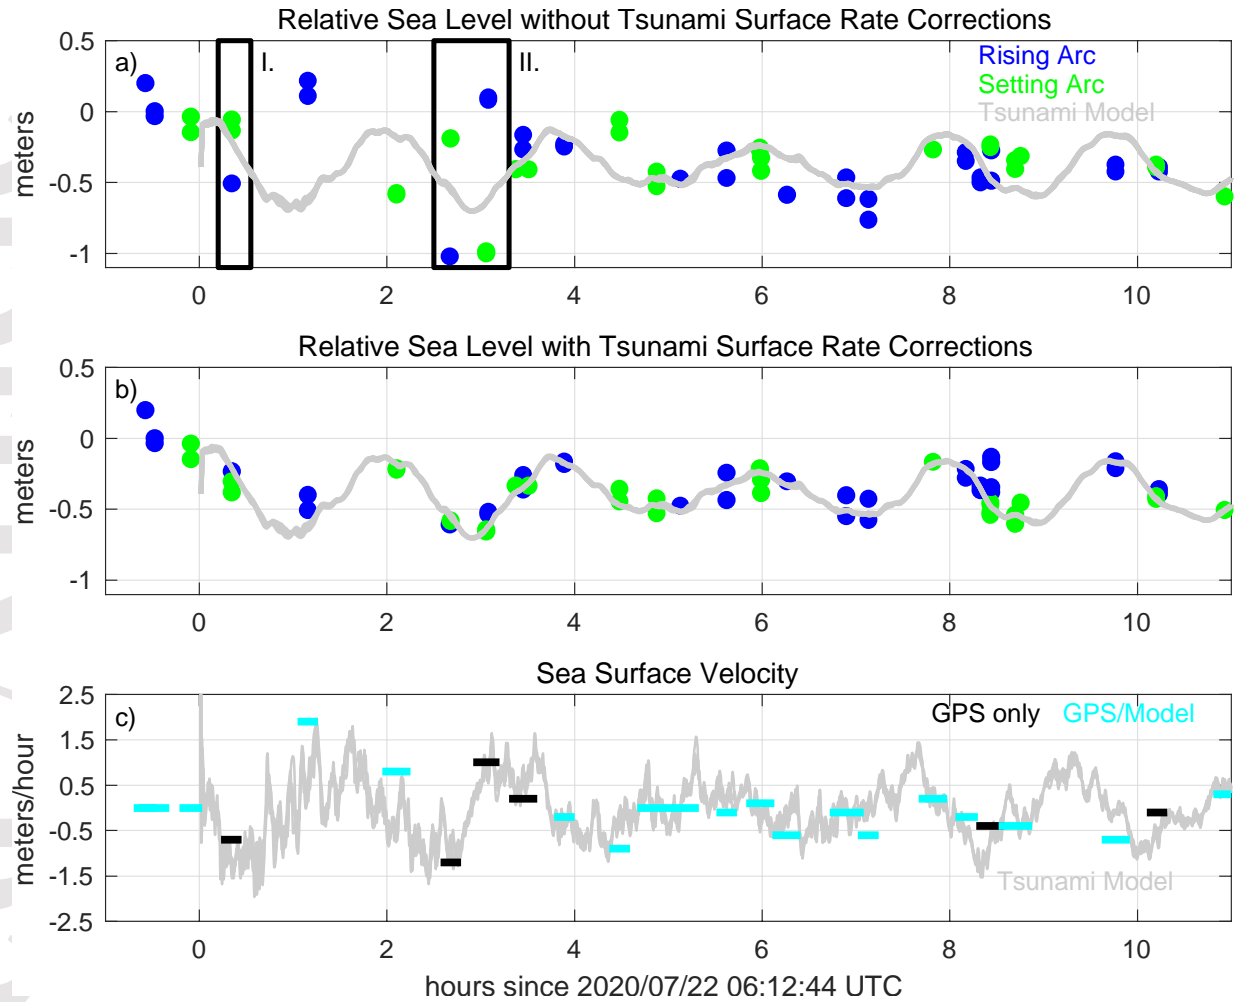 Relative Sea Level without Tsunami Surface Rate Corrections
a)
I.
II.
Rising Arc
Setting Arc
Tsunami Model
meters
0.5
0
-0.5
-1
0 2 4 6 8 10
Relative Sea Level with Tsunami Surface Rate Corrections
b)
meters
0.5
0
-0.5
-1
0 2 4 6 8 10
Sea Surface Velocity
c)
GPS only GPS/Model
Tsunami Model
meters/hour
2.5
1.5
0.5
-0.5
-1.5
-2.5
0 2 4 6 8 10
hours since 2020/07/22 06:12:44 UTC